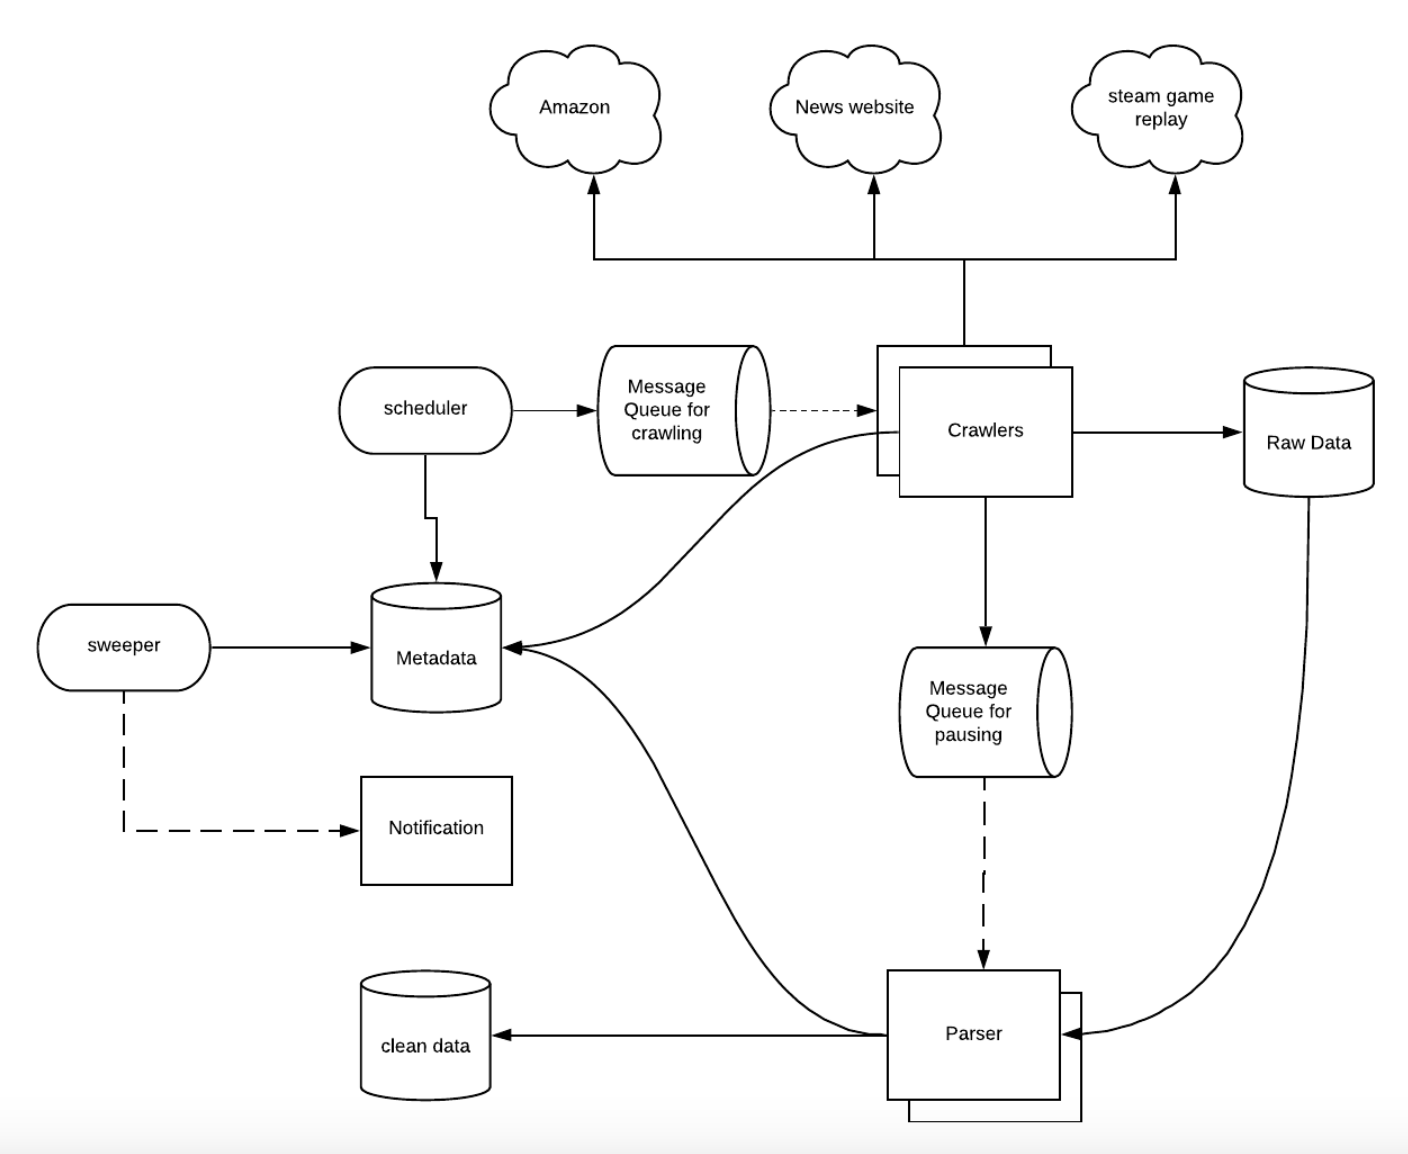 Amazon
News website
steam game
replay
scheduler
Message
Queue for
crawling
Crawlers
Raw Data
sweeper
Metadata
Message
Queue for
pausing
Notification
clean data
Parser